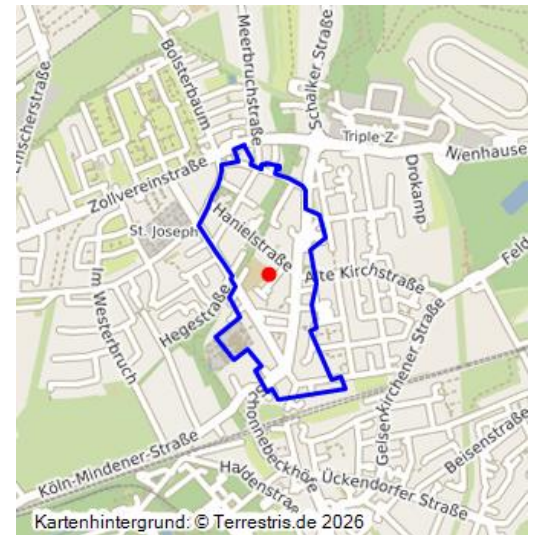 Emscherstraße
Bolsterbaum
Meerbruchstraße
Schalker Straße
Triple Z
Nienhause
Zollvereinstraße
Drokamp
Hanielstraße
St. Joseph
Im Westerbruch
Alte Kirchstraße
Feld
Hegestraße
Gelsenkirchener Straße
Köln-Mindener-Straße
Beisenstraße
Ückendorfer Straße
Haldenstraße
Kartenhintergrund: © Terrestris.de 2026